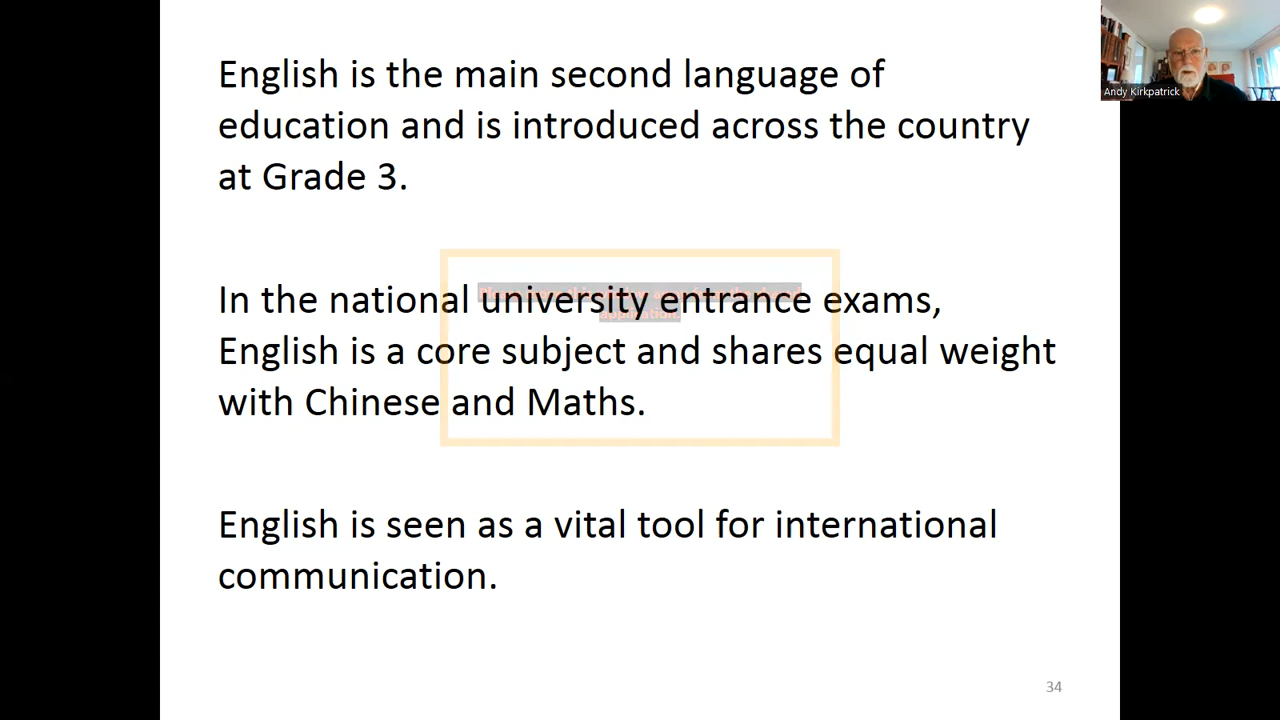 English is the main second language of
education and is introduced across the country
at Grade 3.
In the national university entrance exams,
English is a core subject and shares equal weight
with Chinese and Maths.
English is seen as a vital tool for international
communication.
34
Andy Kirkpatrick
application.